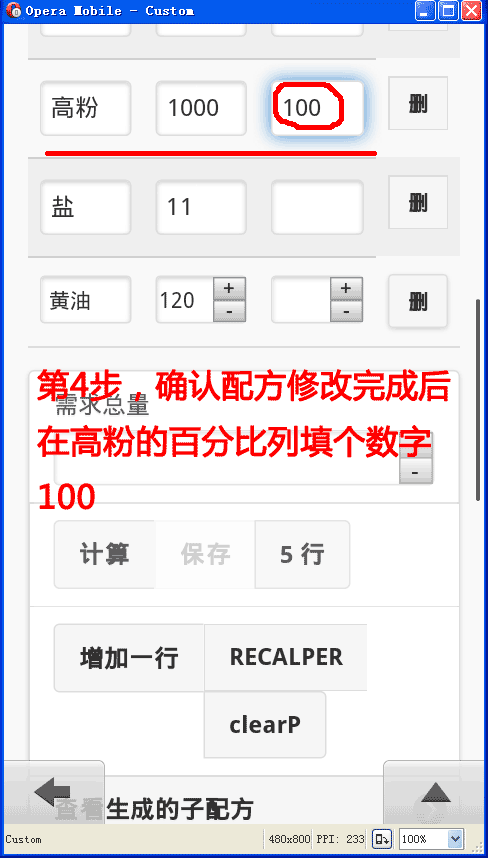 Opera Mobile - Custom
高粉 1000 100 删
盐 11 删
黄油 120 + - + - 删
第4步，确认配方修改完成后
需求总量
在高粉的百分比列填个数字
-
100
计算 保存 5 行
增加一行 RECALPER
clearP
查看生成的子配方
Custom 480x800 PPI: 233 100%